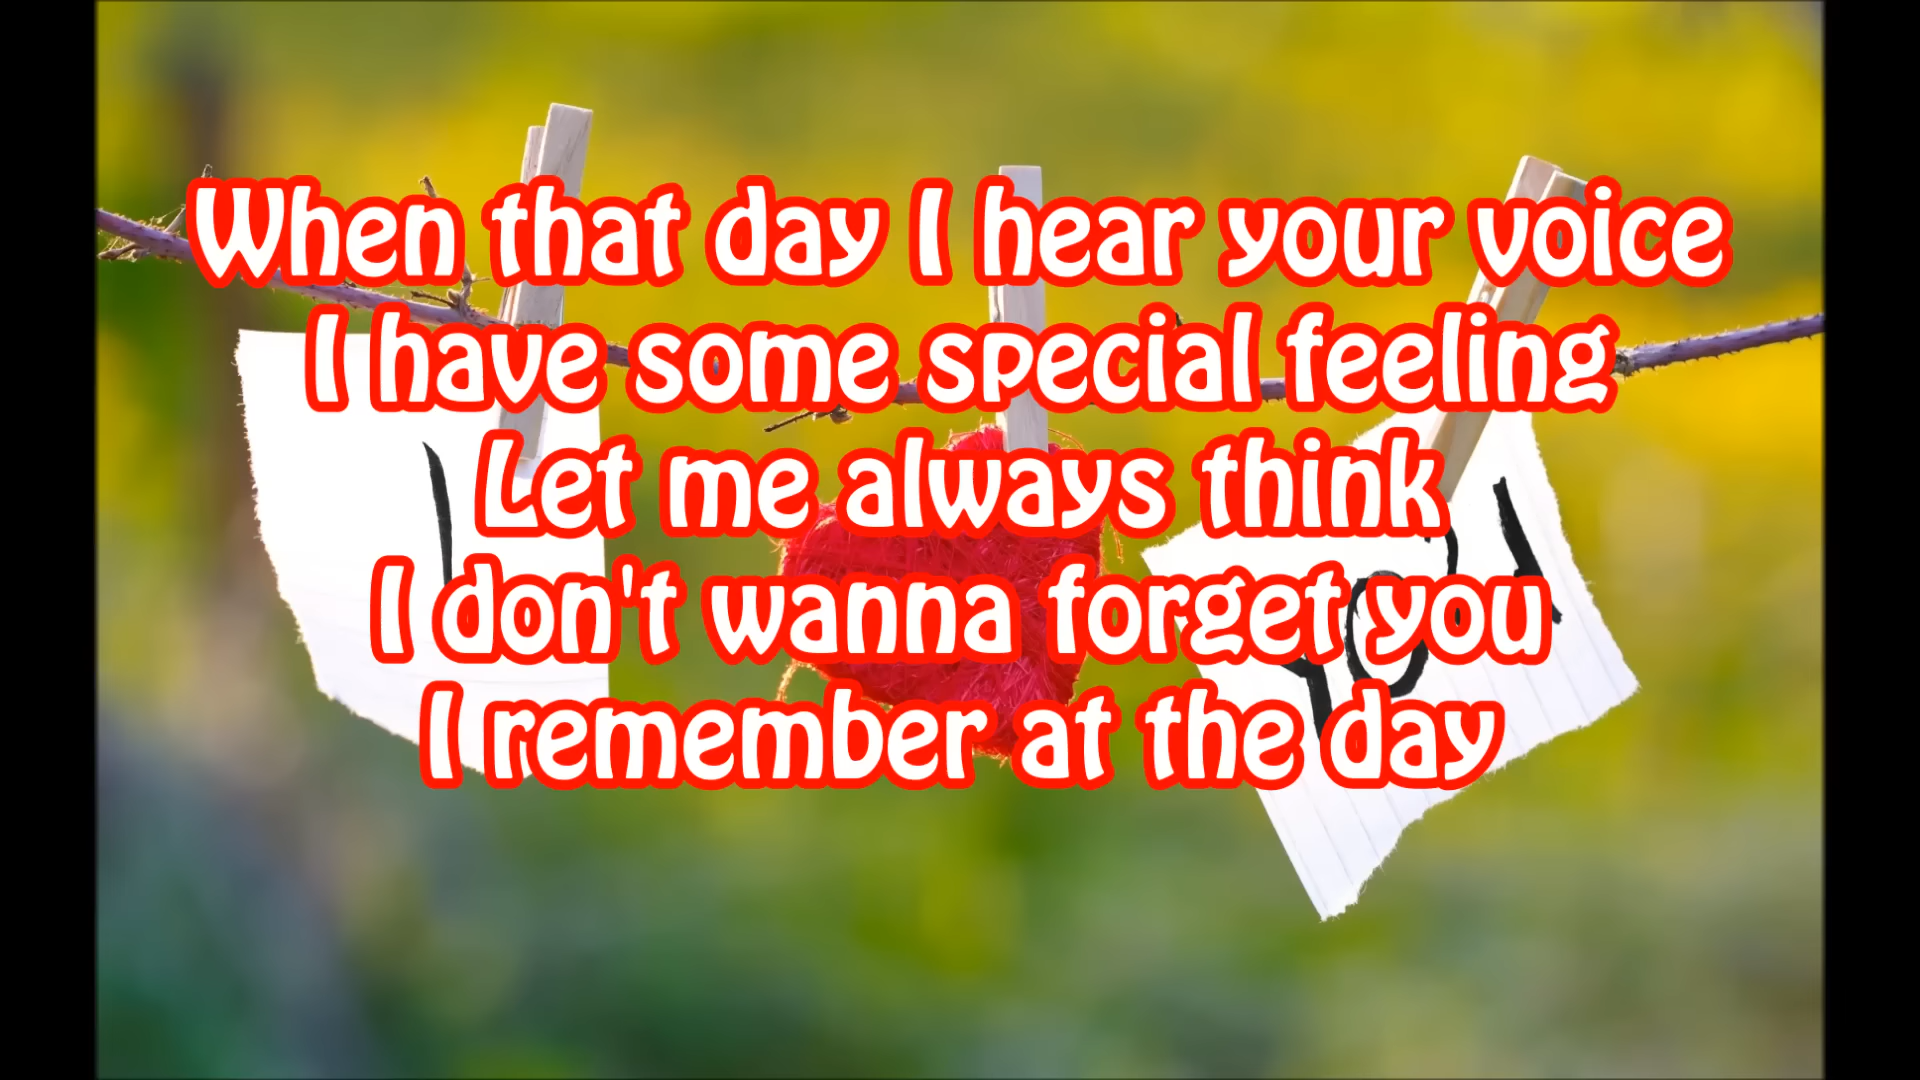 When that day I hear your voice
I have some special feeling
Let me always think
I don't wanna forget you
I remember at the day
I
You